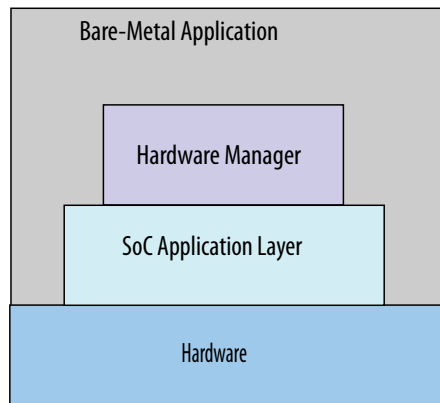 Bare-Metal Application
Hardware Manager
SoC Application Layer
Hardware